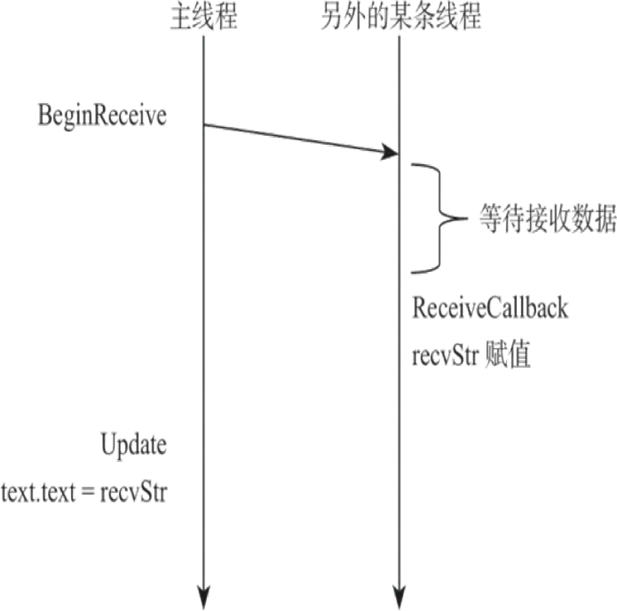 主线程
另外的某条线程
BeginReceive
等待接收数据
ReceiveCallback
recvStr 赋值
Update
text.text = recvStr